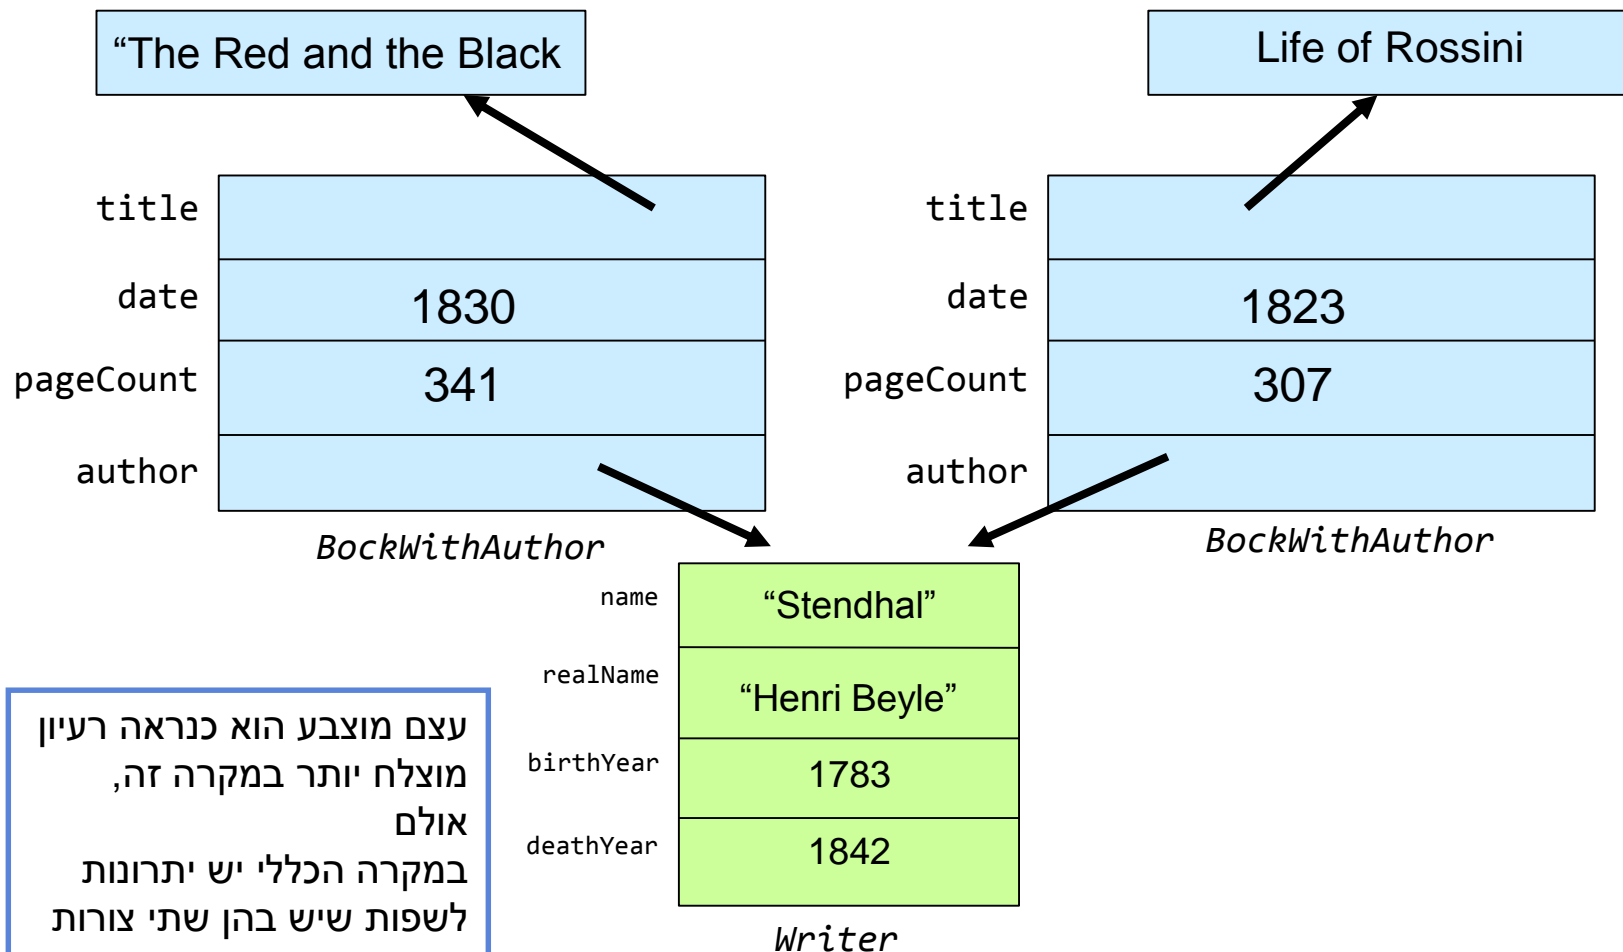 “The Red and the Black
Life of Rossini
title
date 1830
pageCount 341
author
BockWithAuthor
title
date 1823
pageCount 307
author
BockWithAuthor
name “Stendhal”
realName “Henri Beyle”
birthYear 1783
deathYear 1842
Writer
עצם מוצבע הוא כנראה רעיון
מוצלח יותר במקרה זה,
אולם
במקרה הכללי יש יתרונות
לשפות שיש בהן שתי צורות